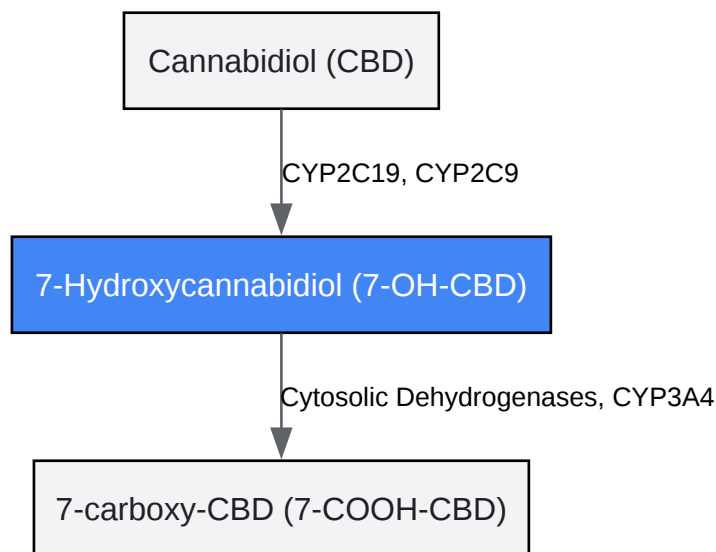 Cannabidiol (CBD)
CYP2C19, CYP2C9
7-Hydroxycannabidiol (7-OH-CBD)
Cytosolic Dehydrogenases, CYP3A4
7-carboxy-CBD (7-COOH-CBD)